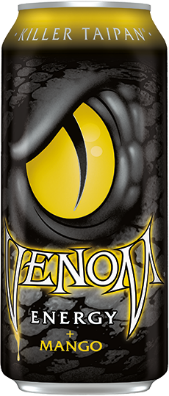 · KILLER TAIPAN ·
VENOM
ENERGY
+
MANGO